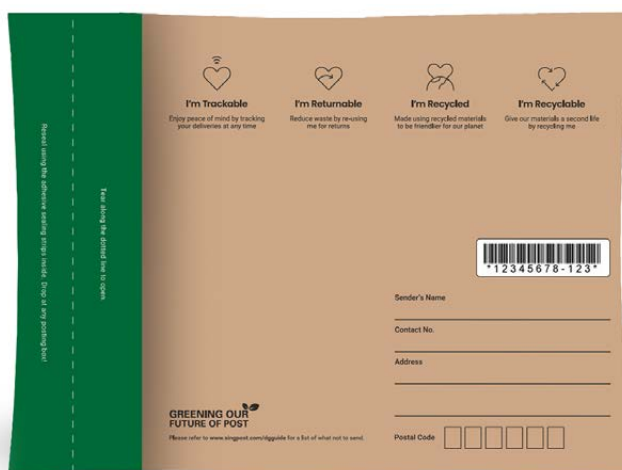 Reseal using the adhesive sealing strips inside. Drop at any posting box!
Tear along the dotted line to open.
I'm Trackable
Enjoy peace of mind by tracking
your deliveries at any time
I'm Returnable
Reduce waste by re-using
me for returns
I'm Recycled
Made using recycled materials
to be friendlier for our planet
I'm Recyclable
Give our materials a second life
by recycling me
*12345678-123*
Sender's Name
Contact No.
Address
Postal Code
GREENING OUR
FUTURE OF POST
Please refer to www.singpost.com/dgguide for a list of what not to send.